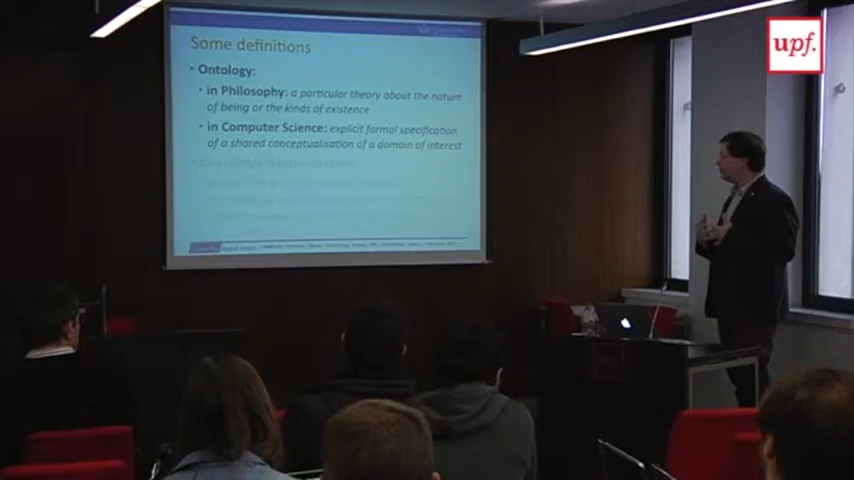 upf.
Some definitions
• Ontology:
• in Philosophy: a particular theory about the nature
of being or the kinds of existence
• in Computer Science: explicit formal specification
of a shared conceptualisation of a domain of interest